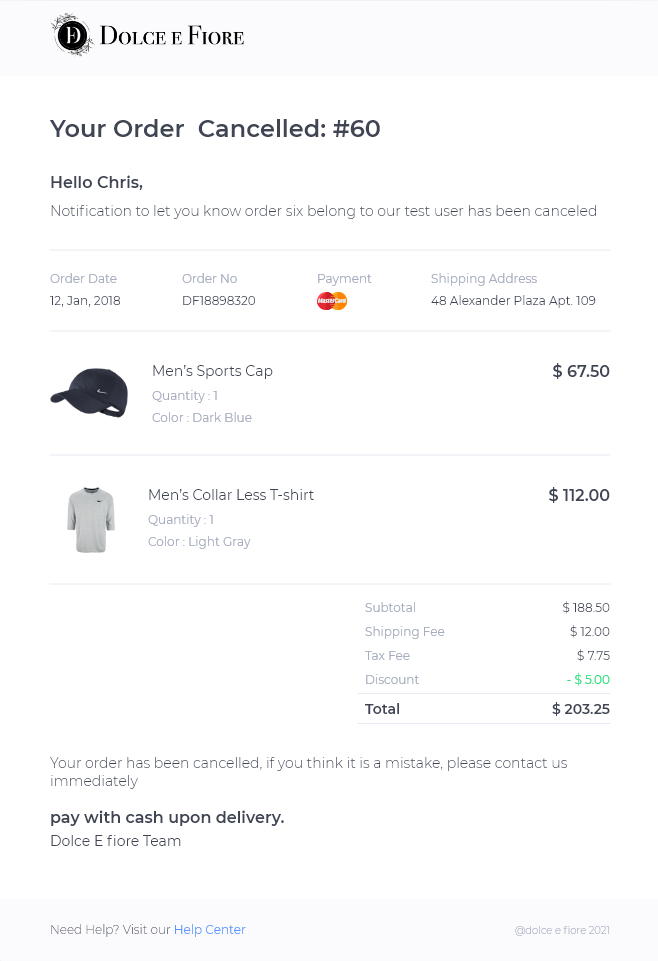 DOLCE E FIORE
Your Order Cancelled: #60
Hello Chris,
Notification to let you know order six belong to our test user has been canceled
Order Date Order No Payment Shipping Address
12, Jan, 2018 DF18898320 MasterCard 48 Alexander Plaza Apt. 109
Men's Sports Cap $ 67.50
Quantity : 1
Color : Dark Blue
Men's Collar Less T-shirt $ 112.00
Quantity : 1
Color : Light Gray
Subtotal $ 188.50
Shipping Fee $ 12.00
Tax Fee $ 7.75
Discount - $ 5.00
Total $ 203.25
Your order has been cancelled, if you think it is a mistake, please contact us
immediately
pay with cash upon delivery.
Dolce E fiore Team
Need Help? Visit our Help Center @dolce e fiore 2021